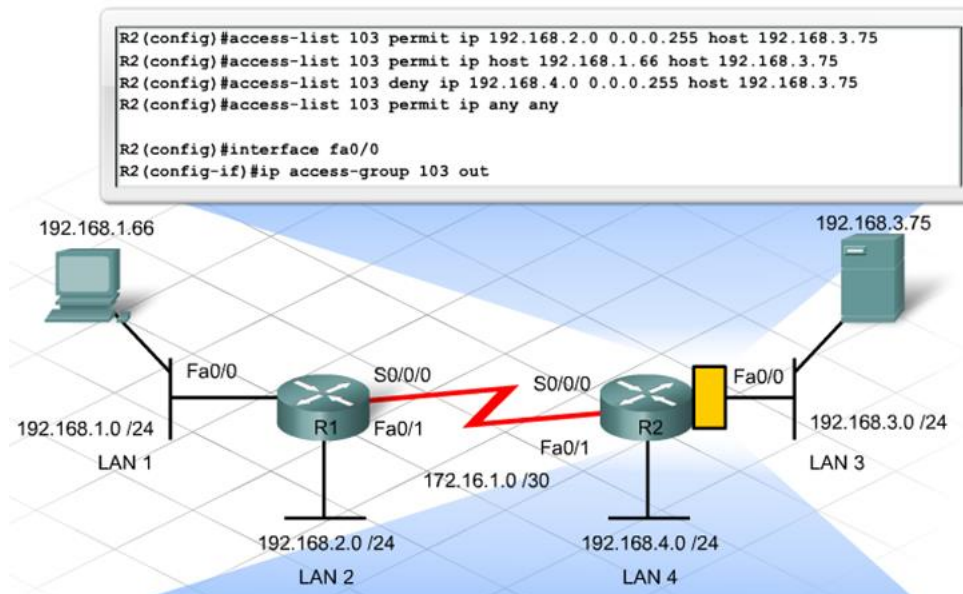 R2(config)#access-list 103 permit ip 192.168.2.0 0.0.0.255 host 192.168.3.75
R2(config)#access-list 103 permit ip host 192.168.1.66 host 192.168.3.75
R2(config)#access-list 103 deny ip 192.168.4.0 0.0.0.255 host 192.168.3.75
R2(config)#access-list 103 permit ip any any
R2(config)#interface fa0/0
R2(config-if)#ip access-group 103 out
192.168.1.66
192.168.3.75
Fa0/0
S0/0/0
S0/0/0
Fa0/0
192.168.1.0 /24
R1
Fa0/1
R2
192.168.3.0 /24
Fa0/1
LAN 1
LAN 3
172.16.1.0 /30
192.168.2.0 /24
192.168.4.0 /24
LAN 2
LAN 4